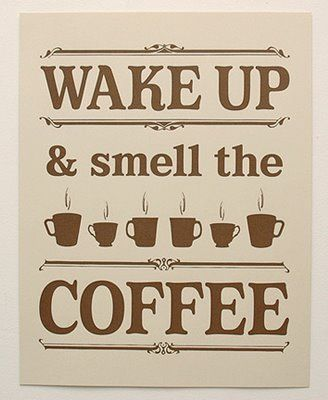 WAKE UP
& smell the
COFFEE